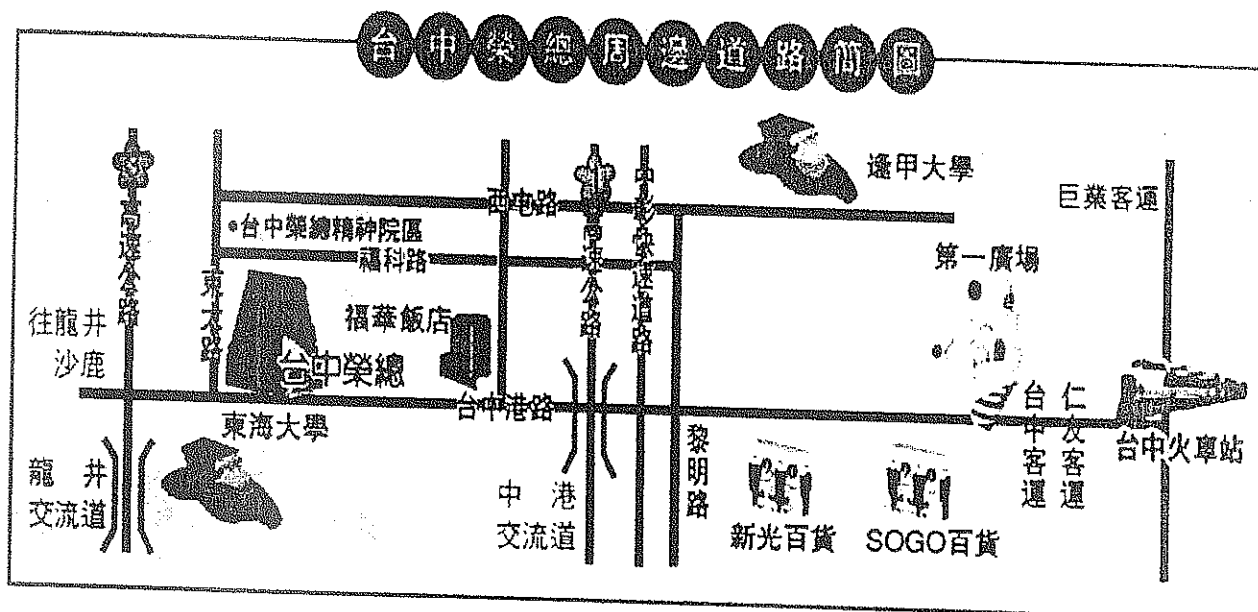 台中榮總周邊道路簡圖
逢甲大學
巨業客運
西屯路
•台中榮總精神院區
福科路
高速公路
東大路
高速公路
中彰快速道路
第一廣場
往龍井
沙鹿
福華飯店
台中榮總
台中港路
東海大學
台中客運
仁友客運
台中火車站
黎明路
龍井
交流道
中港
交流道
新光百貨
SOGO百貨